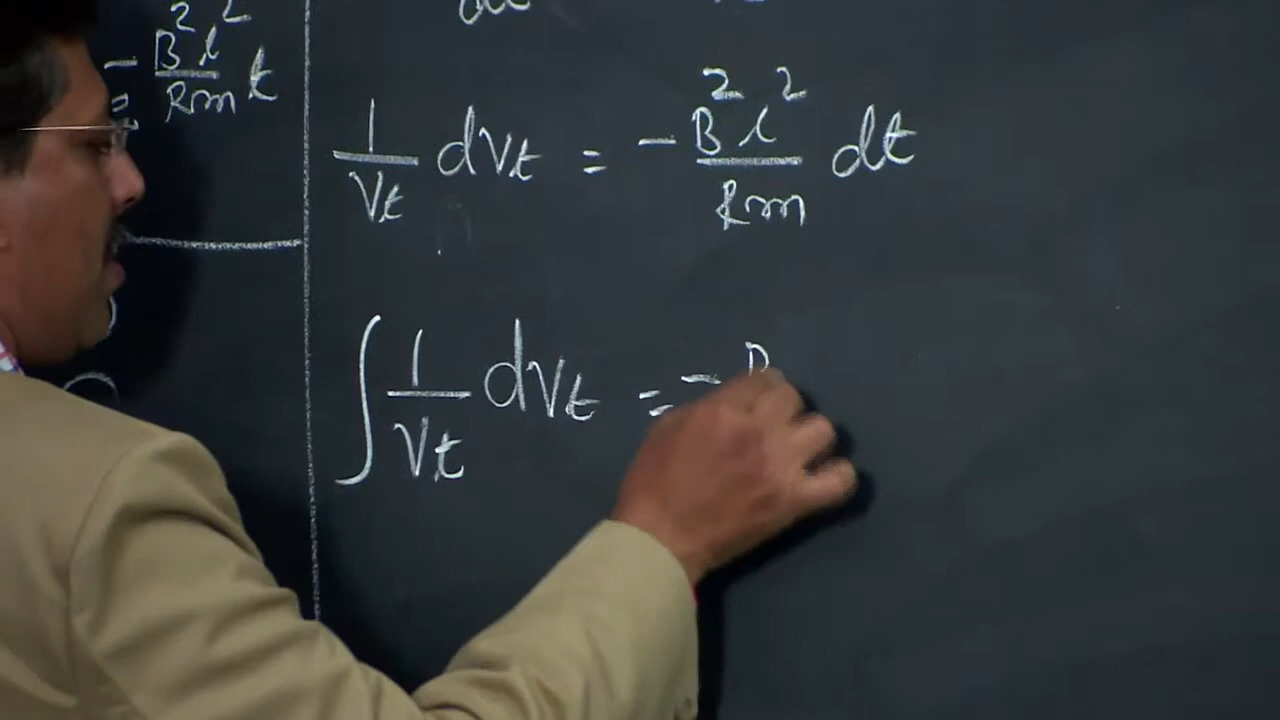 - B²l²/Rm t
1/Vt dVt = - B²l²/Rm dt
∫ 1/Vt dVt = - B